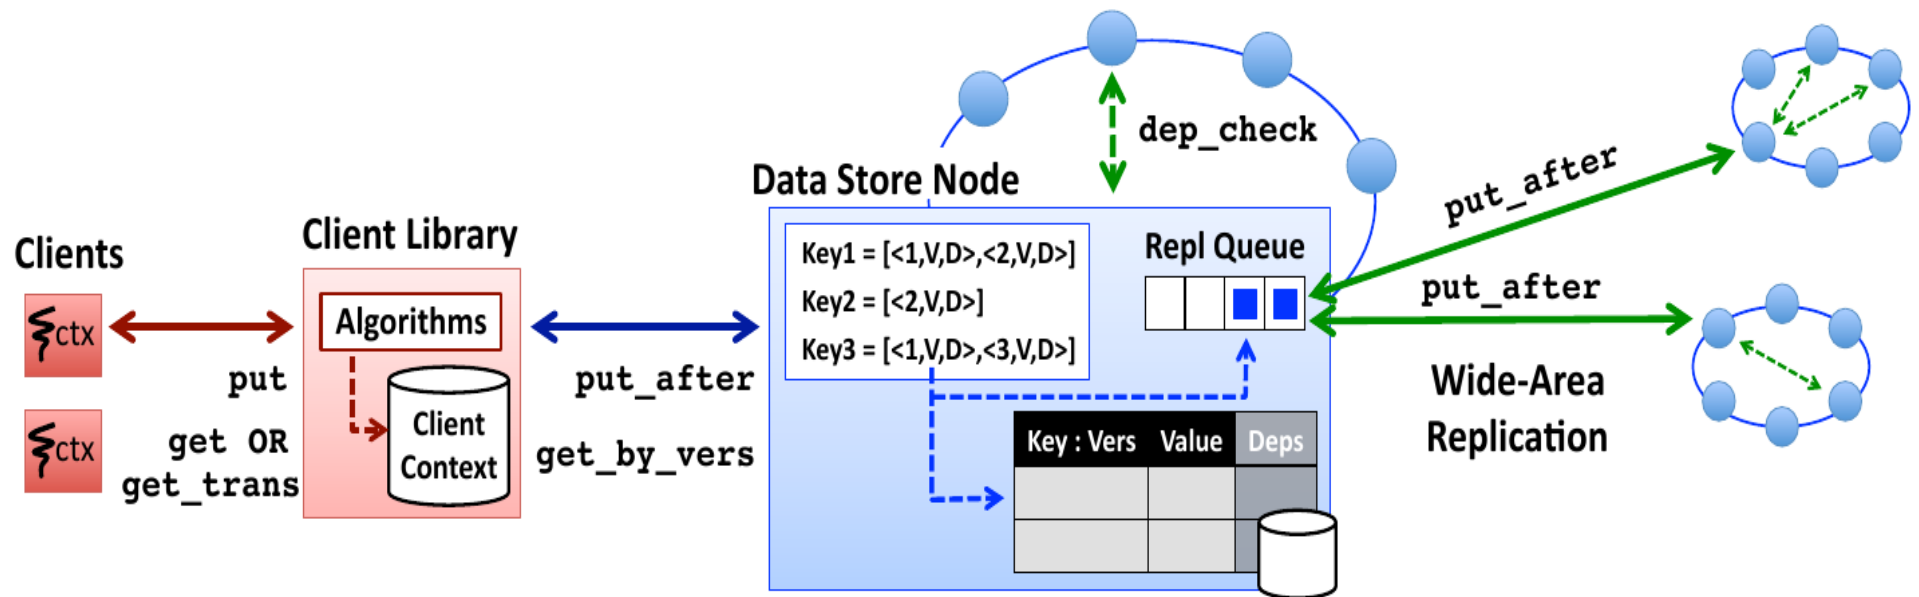 Clients
ctx
ctx
put
get OR
get_trans
Client Library
Algorithms
Client
Context
put_after
get_by_vers
Data Store Node
Key1 = [<1,V,D>,<2,V,D>]
Key2 = [<2,V,D>]
Key3 = [<1,V,D>,<3,V,D>]
dep_check
Repl Queue
Key : Vers Value Deps
put_after
put_after
Wide-Area
Replication